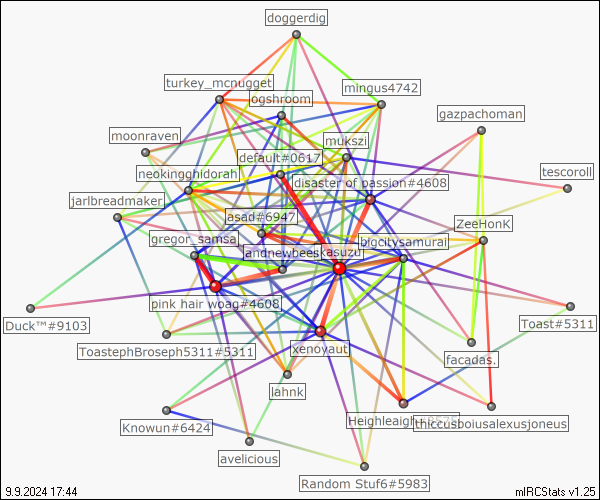 doggerdig
turkey_mcnugget
mingus4742
ogshroom
gazpachoman
moonraven
mukszi
default#0617
tescoroll
neokingghidorah
disaster of passion#4608
jarlbreadmaker
jasad#6947
ZeeHonK
gregor_samsa
bigcitysamurai
andnewbees
kasuzu
pink hair woag#4608
Duck™#9103
Toast#5311
ToastephBroseph5311#5311
xenoyaut
facadas.
lahnk
Heighleaigh
thiccusboiusalexusjoneus
Knowun#6424
avelicious
Random Stuf6#5983
9.9.2024 17:44
mIRCStats v1.25